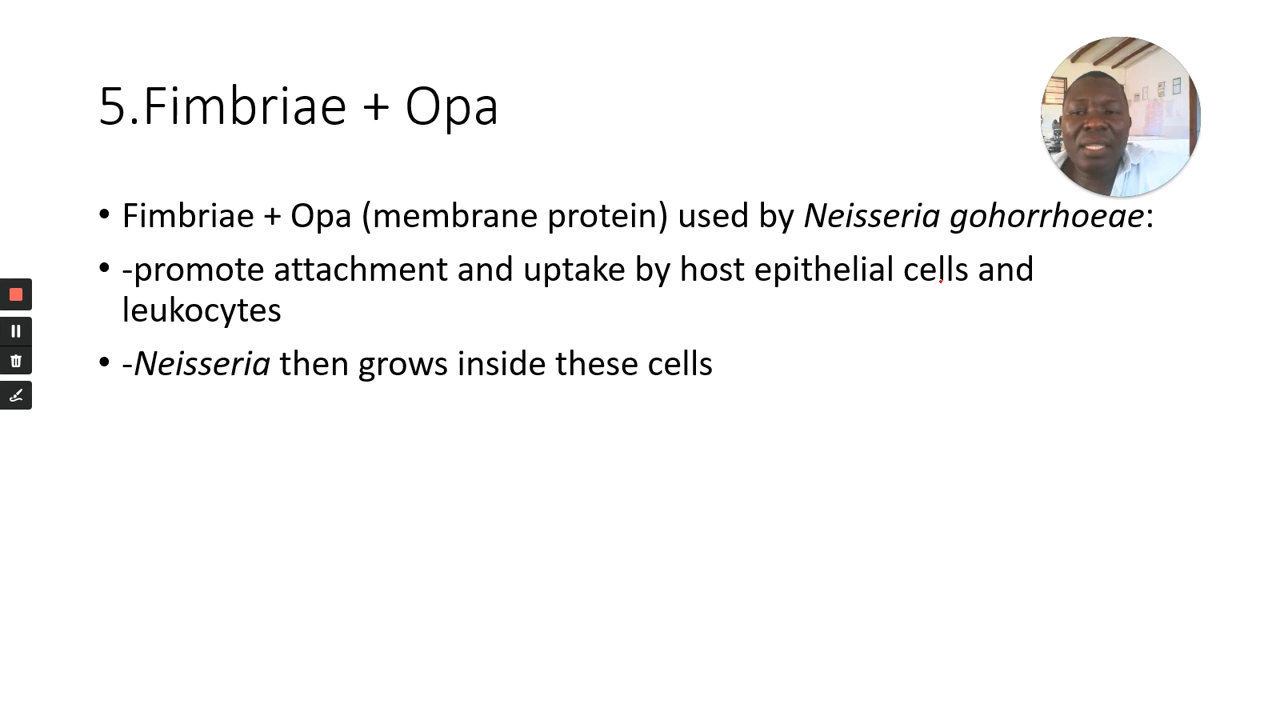 5.Fimbriae + Opa
• Fimbriae + Opa (membrane protein) used by Neisseria gohorrhoeae:
• -promote attachment and uptake by host epithelial cells and
leukocytes
• -Neisseria then grows inside these cells